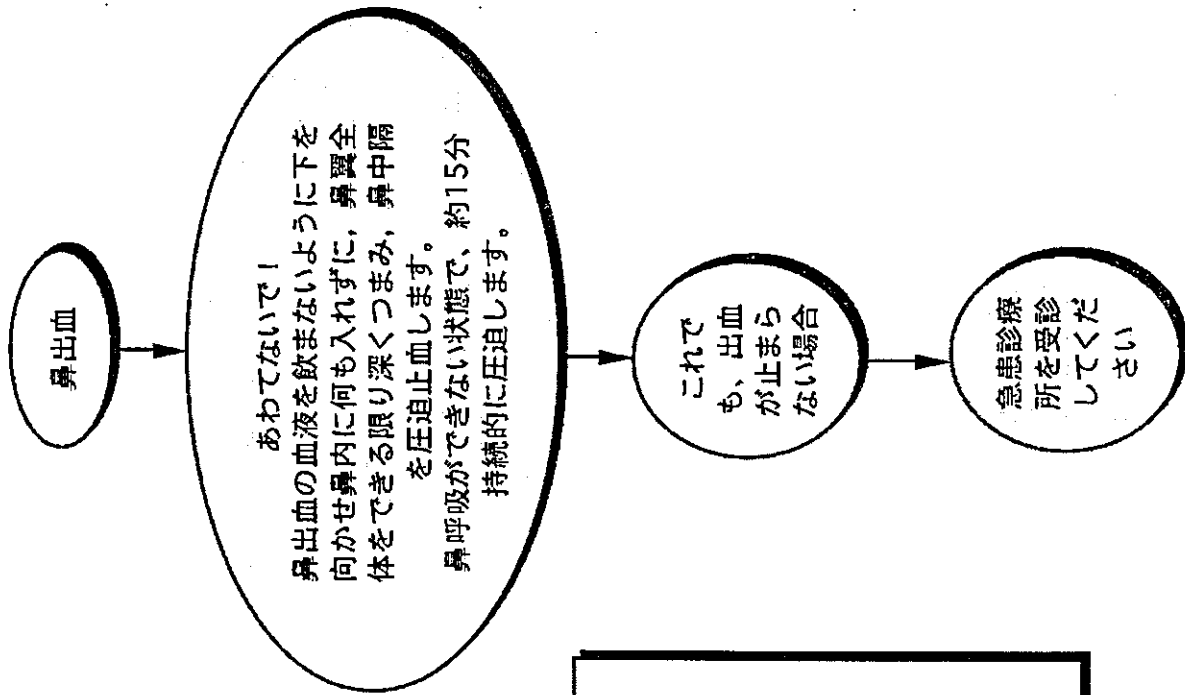 鼻出血
あわてないで!
鼻出血の血液を飲まないように下を
向かせ鼻内に何も入れずに，鼻翼全
体をできる限り深くつまみ，鼻中隔
を圧迫止血します。
鼻呼吸ができない状態で、約15分
持続的に圧迫します。
これで
も、出血
が止まら
ない場合
急患診療
所を受診
してくだ
さい